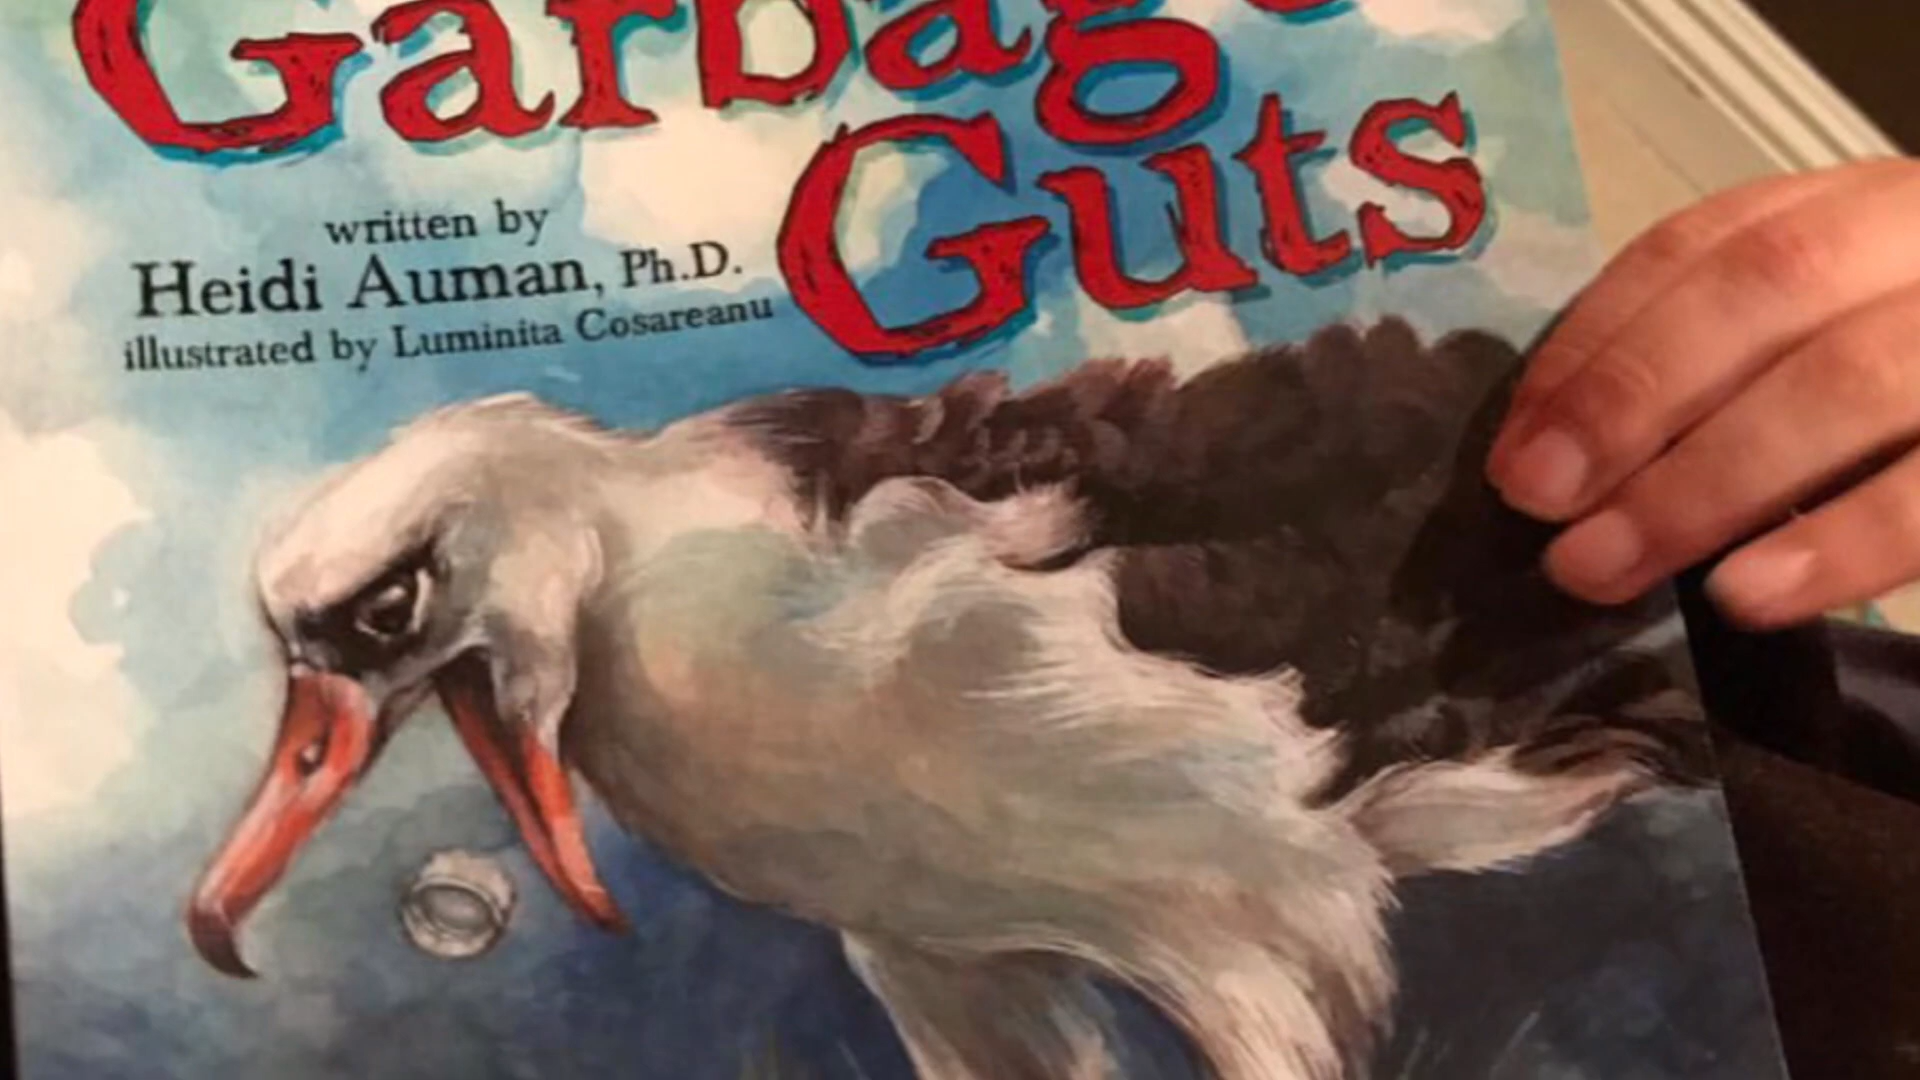 Garbage
Guts
written by
Heidi Auman, Ph.D.
illustrated by Luminita Cosareanu